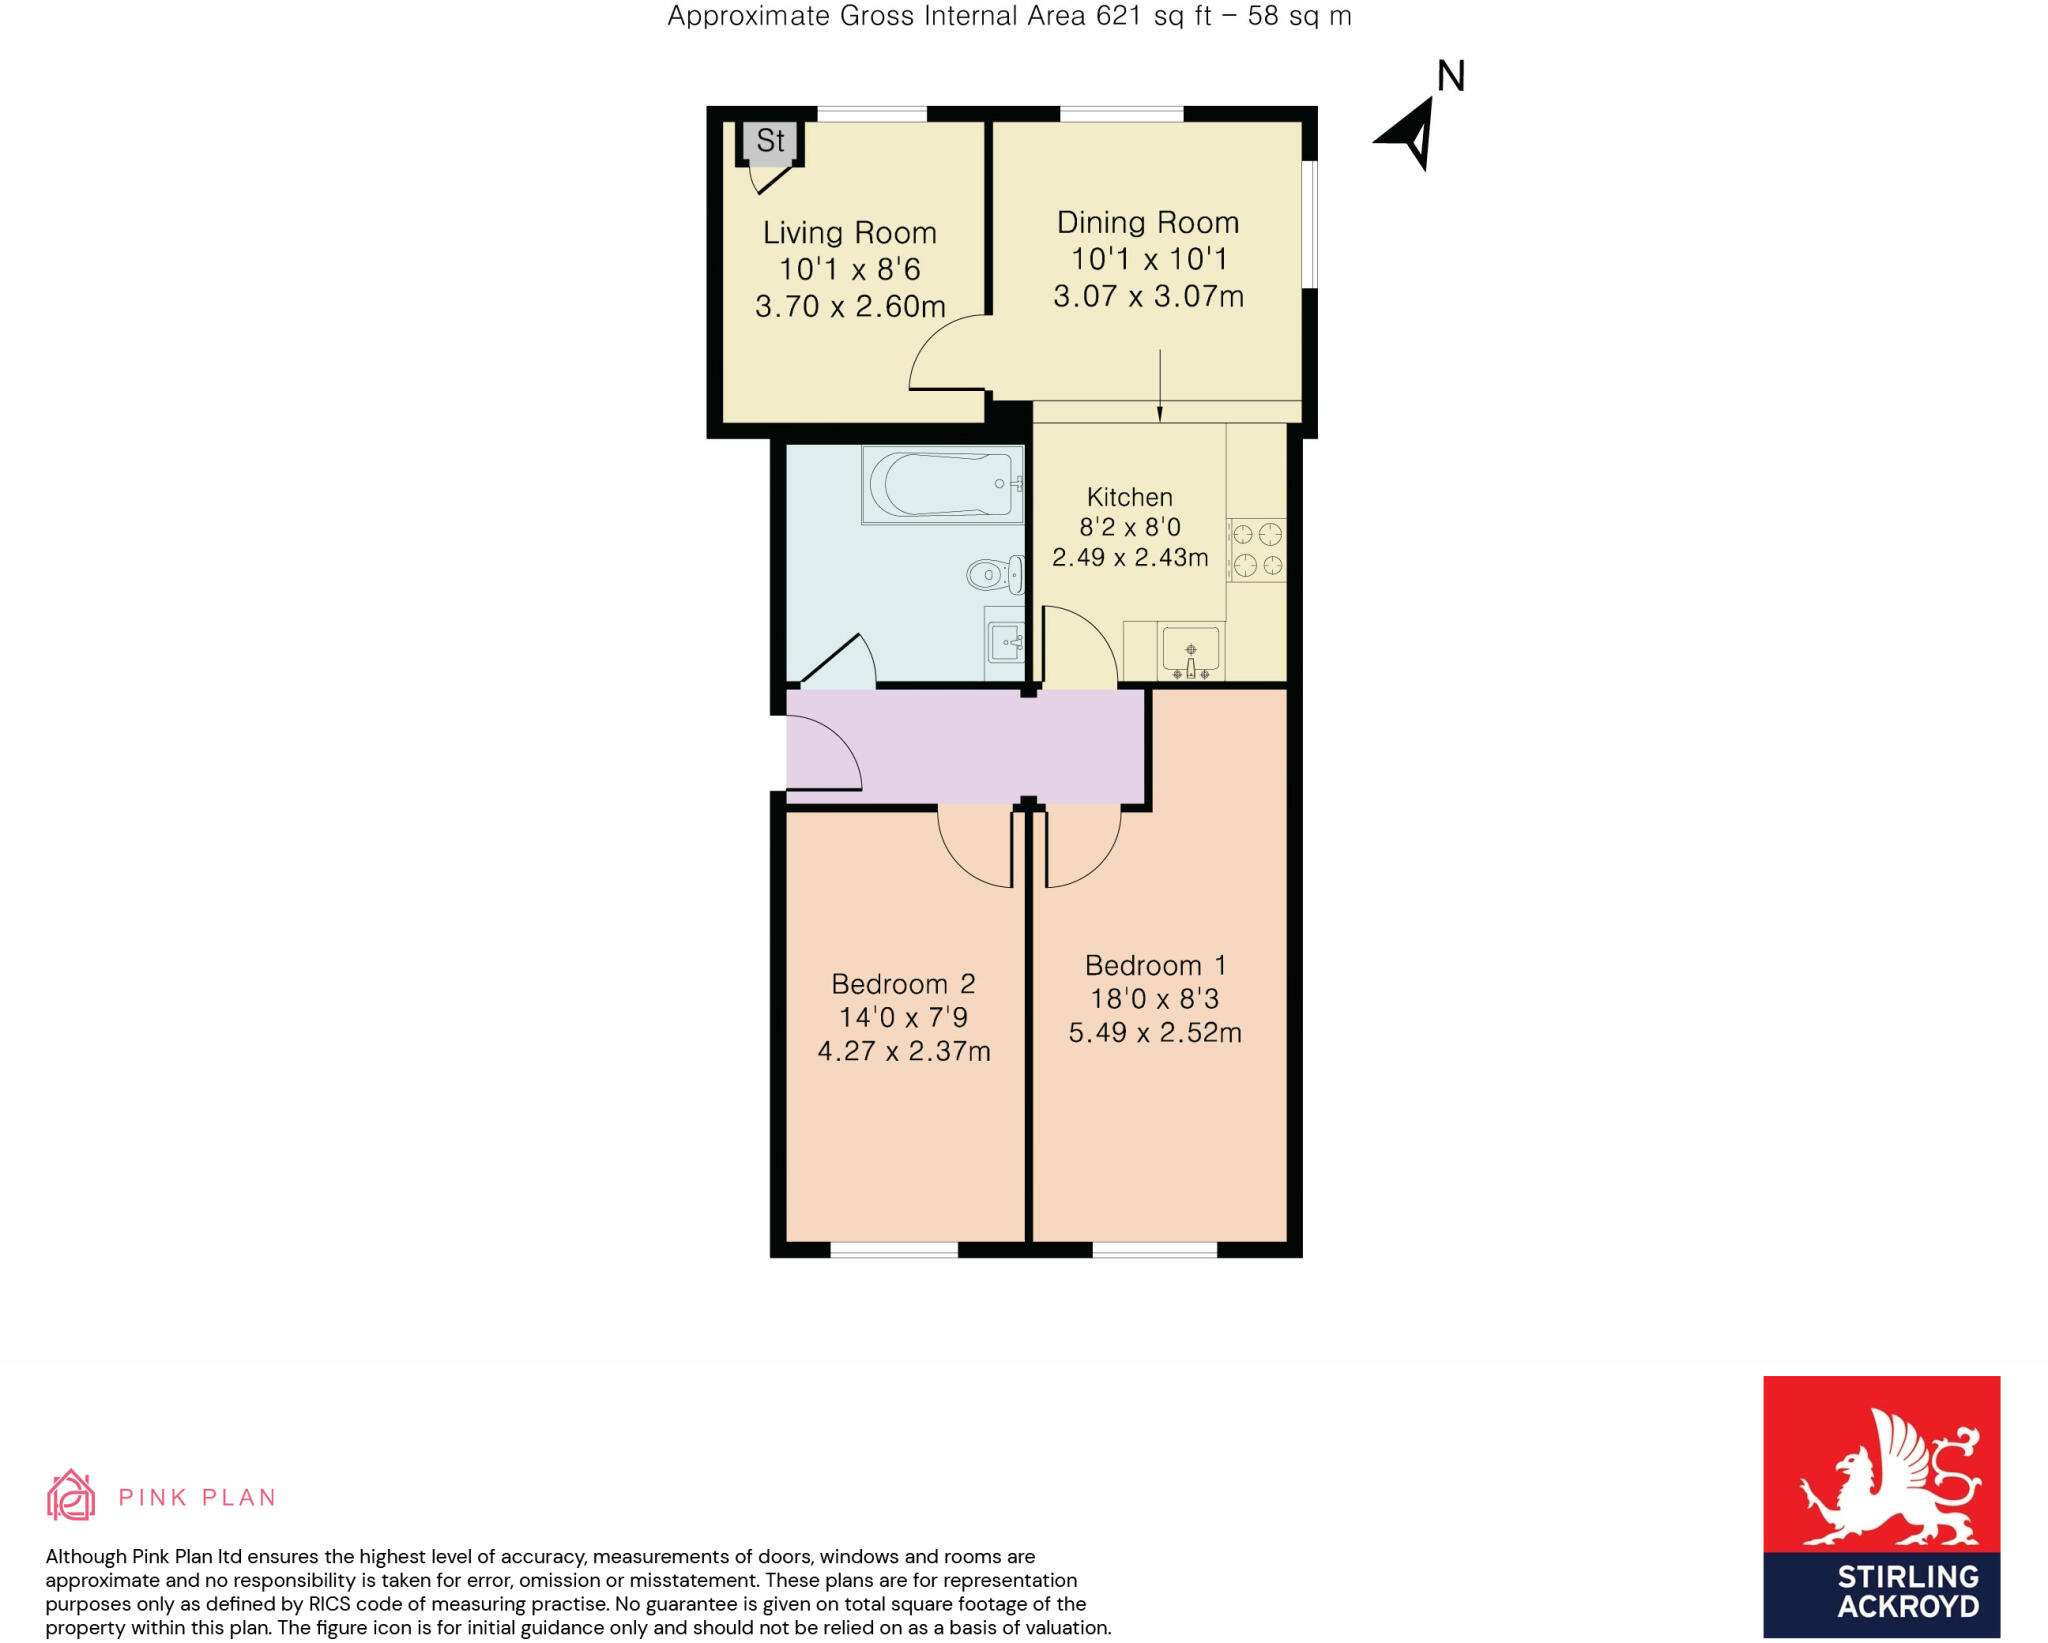 Approximate Gross Internal Area 621 sq ft – 58 sq m
N
St
Living Room
10'1 x 8'6
3.70 x 2.60m
Dining Room
10'1 x 10'1
3.07 x 3.07m
Kitchen
8'2 x 8'0
2.49 x 2.43m
Bedroom 2
14'0 x 7'9
4.27 x 2.37m
Bedroom 1
18'0 x 8'3
5.49 x 2.52m
PINK PLAN
Although Pink Plan ltd ensures the highest level of accuracy, measurements of doors, windows and rooms are
approximate and no responsibility is taken for error, omission or misstatement. These plans are for representation
purposes only as defined by RICS code of measuring practise. No guarantee is given on total square footage of the
property within this plan. The figure icon is for initial guidance only and should not be relied on as a basis of valuation.
STIRLING
ACKROYD